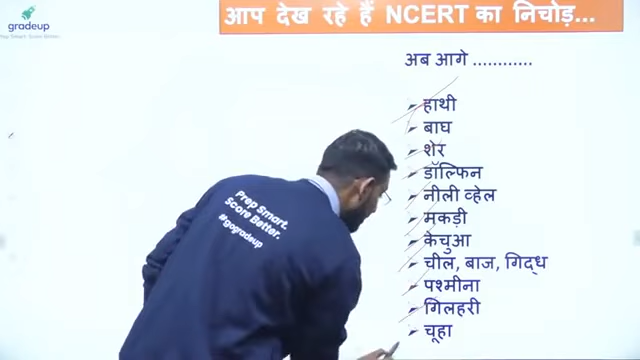 gradeup
Prep Smart. Score Better.
आप देख रहे हैं NCERT का निचोड़...
अब आगे ............
हाथी
बाघ
शेर
डॉल्फिन
नीली व्हेल
मकड़ी
केचुआ
चील, बाज, गिद्ध
पश्मीना
गिलहरी
चूहा
Prep Smart.
Score Better.
#gogradeup